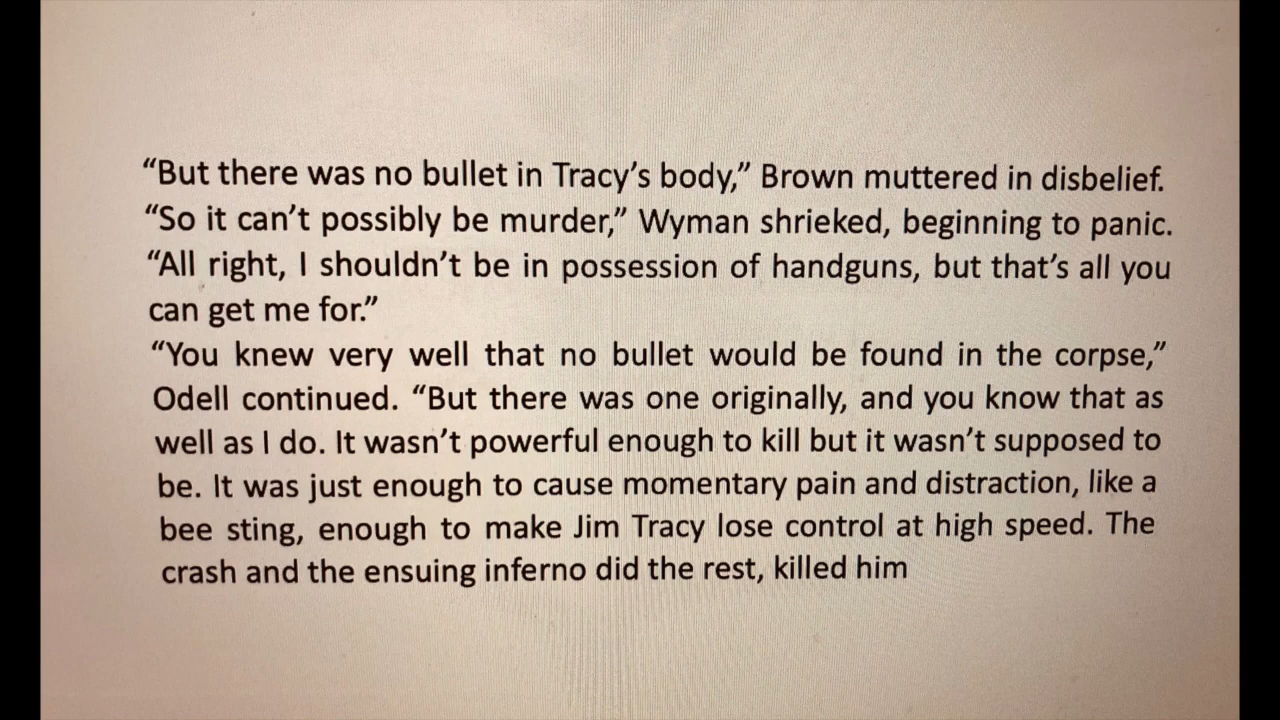 “But there was no bullet in Tracy’s body,” Brown muttered in disbelief.
“So it can’t possibly be murder,” Wyman shrieked, beginning to panic.
“All right, I shouldn’t be in possession of handguns, but that’s all you
can get me for.”
“You knew very well that no bullet would be found in the corpse,”
Odell continued. “But there was one originally, and you know that as
well as I do. It wasn’t powerful enough to kill but it wasn’t supposed to
be. It was just enough to cause momentary pain and distraction, like a
bee sting, enough to make Jim Tracy lose control at high speed. The
crash and the ensuing inferno did the rest, killed him